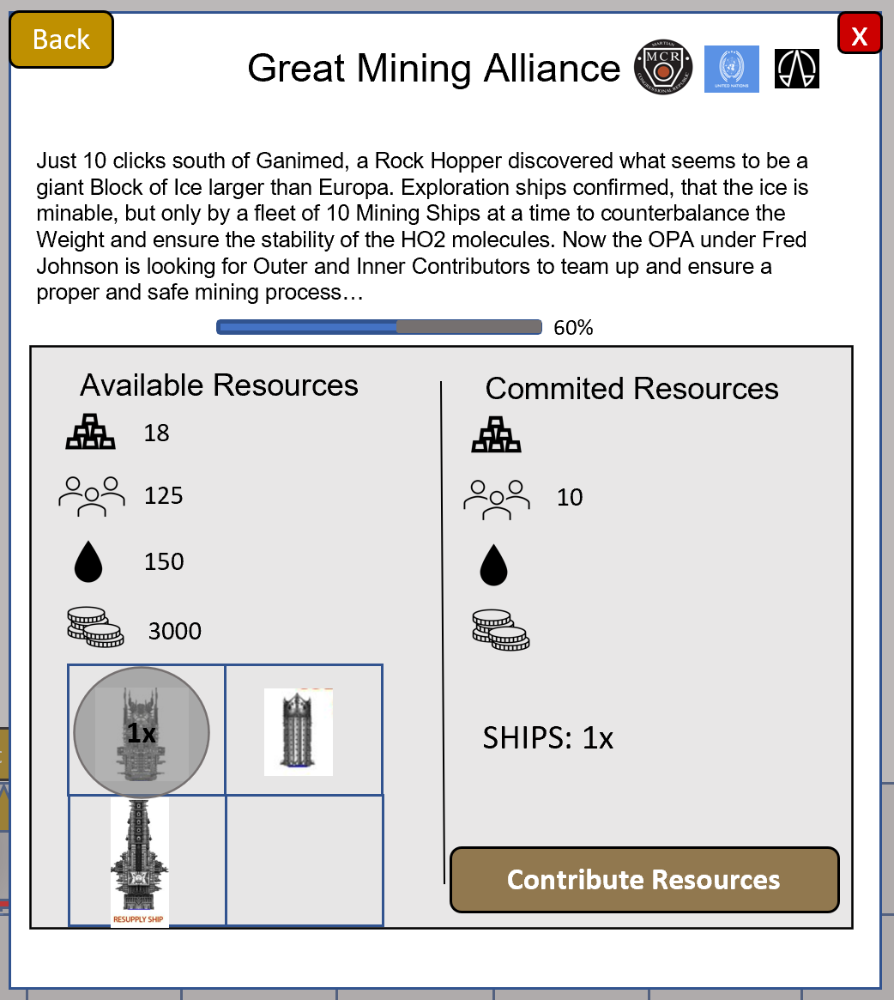 Back
X
Great Mining Alliance
MARTIAN
MCR
CONGRESSIONAL REPUBLIC
UNITED NATIONS
Just 10 clicks south of Ganimed, a Rock Hopper discovered what seems to be a
giant Block of Ice larger than Europa. Exploration ships confirmed, that the ice is
minable, but only by a fleet of 10 Mining Ships at a time to counterbalance the
Weight and ensure the stability of the HO2 molecules. Now the OPA under Fred
Johnson is looking for Outer and Inner Contributors to team up and ensure a
proper and safe mining process…
60%
Available Resources
18
125
150
3000
1x
RESUPPLY SHIP
Commited Resources
10
SHIPS: 1x
Contribute Resources